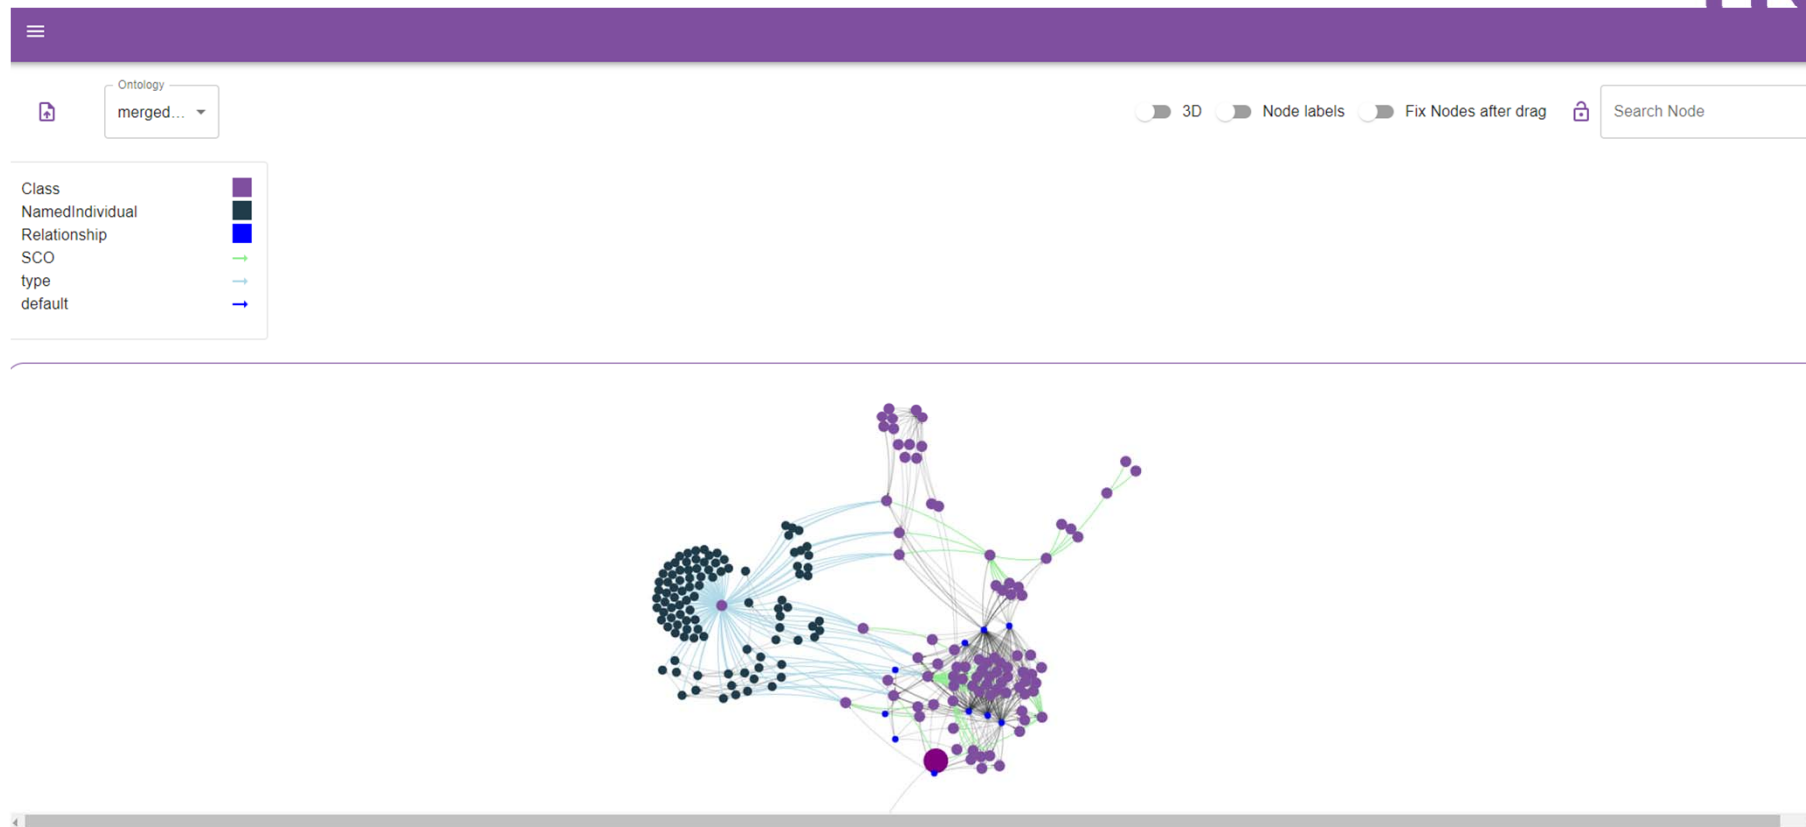 Ontology
merged...
3D
Node labels
Fix Nodes after drag
Search Node
Class
NamedIndividual
Relationship
SCO
type
default